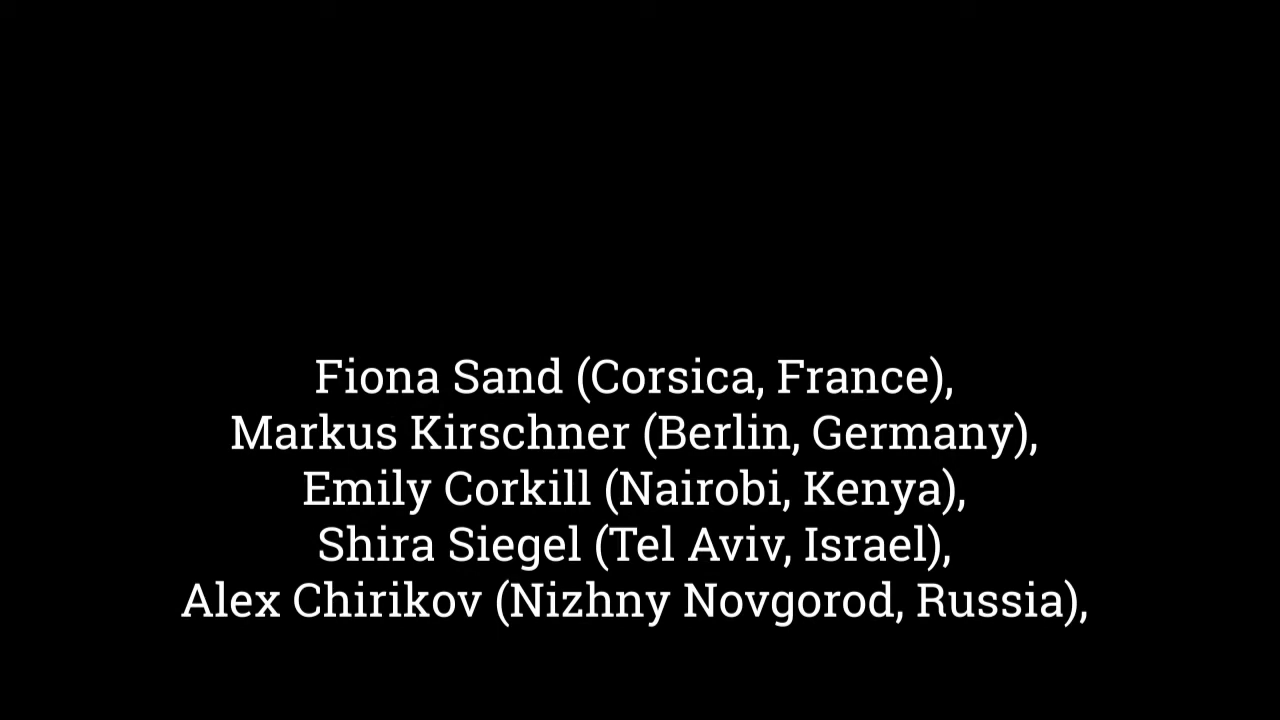 Fiona Sand (Corsica, France),
Markus Kirschner (Berlin, Germany),
Emily Corkill (Nairobi, Kenya),
Shira Siegel (Tel Aviv, Israel),
Alex Chirikov (Nizhny Novgorod, Russia),